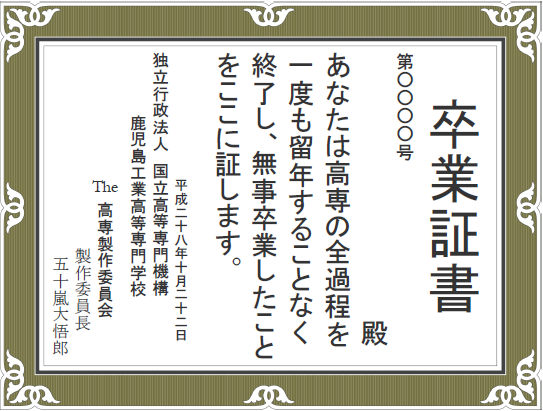 卒業証書
第〇〇〇〇号
殿
あなたは高専の全過程を
一度も留年することなく
終了し、無事卒業したこと
をここに証します。
平成二十八年十月二十二日
独立行政法人 国立高等専門機構
鹿児島工業高等専門学校
The 高専製作委員会
製作委員長
五十嵐大悟郎